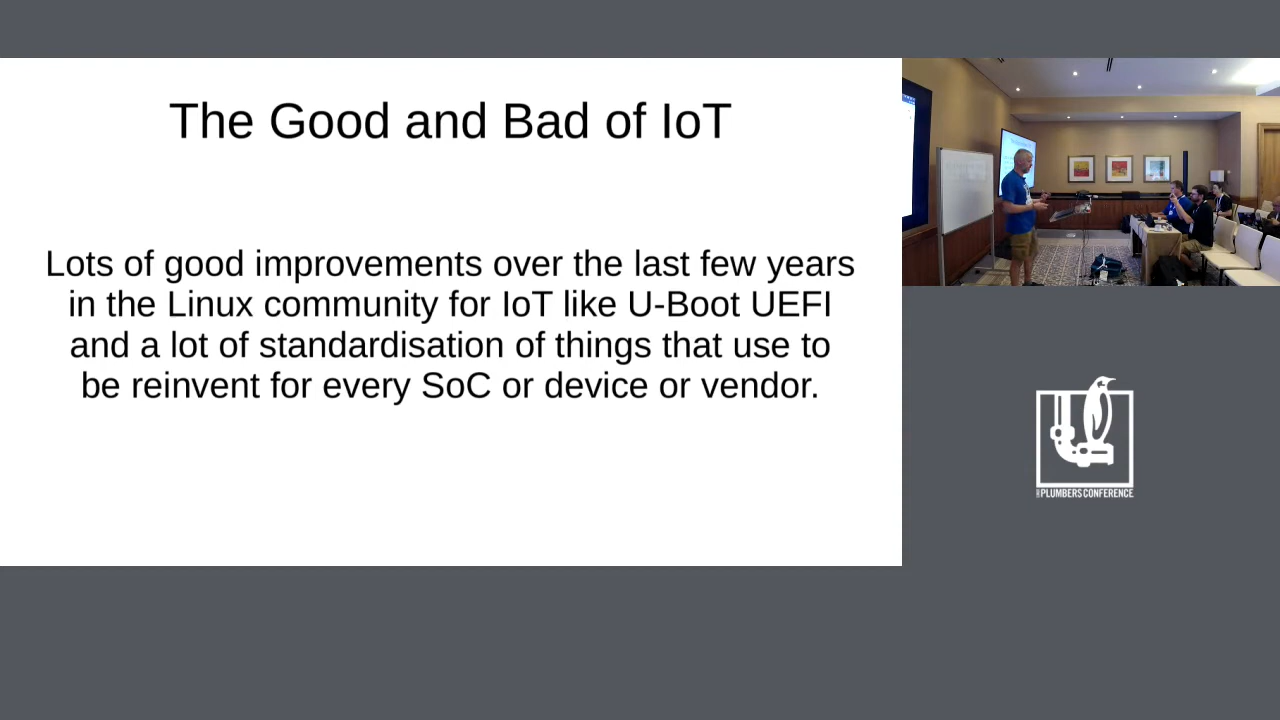 The Good and Bad of IoT
Lots of good improvements over the last few years
in the Linux community for IoT like U-Boot UEFI
and a lot of standardisation of things that use to
be reinvent for every SoC or device or vendor.
PLUMBERS CONFERENCE